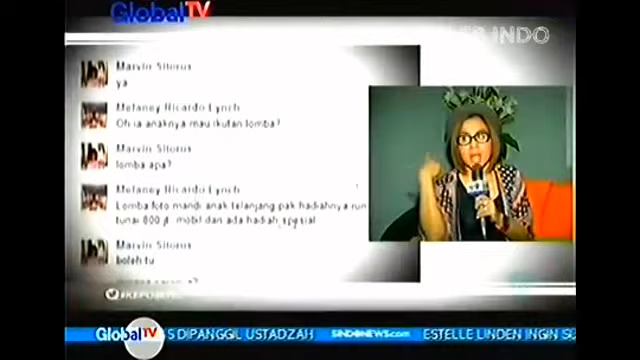 GlobalTV
INDO
Marvin Sitorus
ya
Melaney Ricardo Lynch
Oh ia anaknya mau ikutan lomba?
Marvin Sitorus
lomba apa?
Melaney Ricardo Lynch
Lomba foto mandi anak telanjang pak hadiahnya
tunai 800 jt mobil dan ada hadiah spesial
Marvin Sitorus
boleh tu
GlobalTV
S DIPANGGIL USTADZAH
SINDONEWS.com
ESTELLE LINDEN INGIN